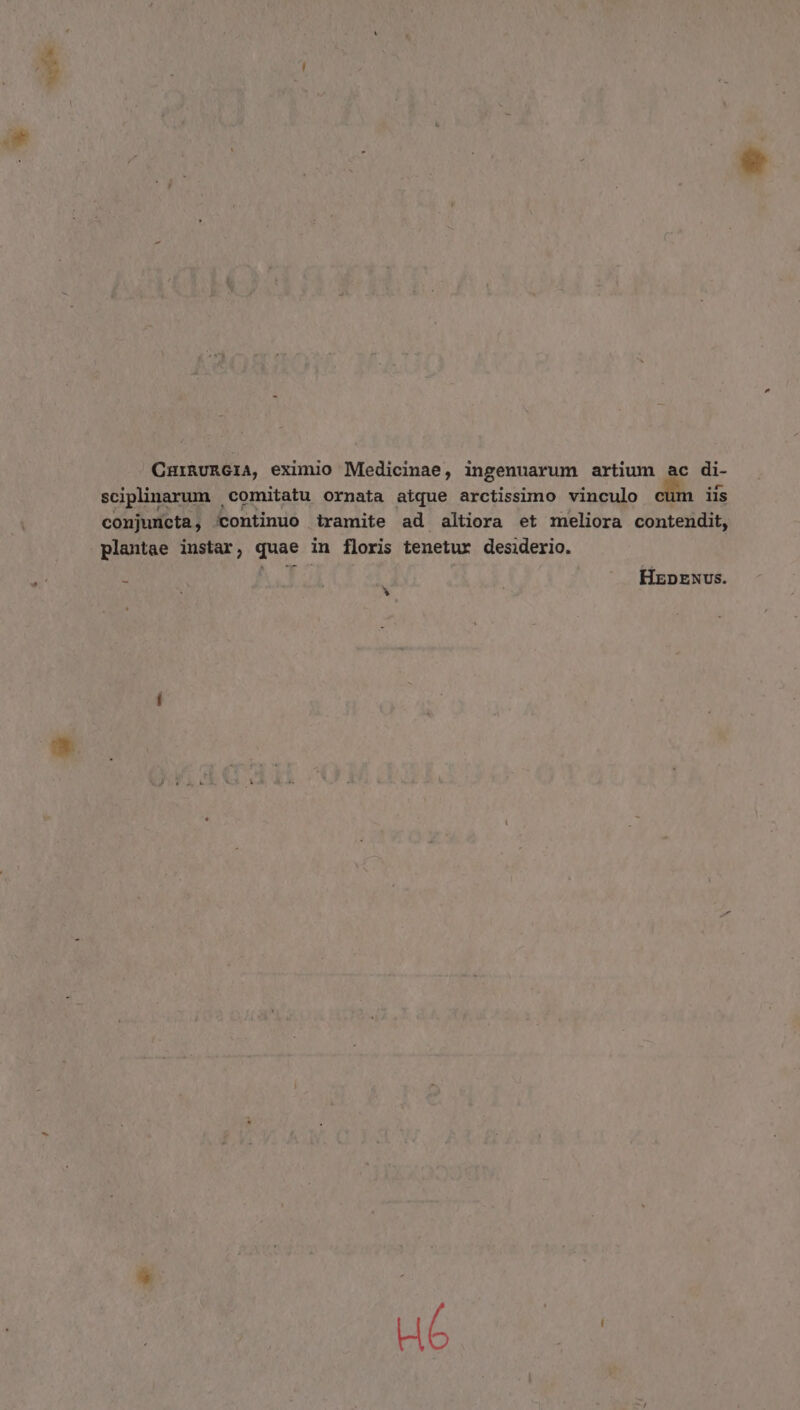 CHIRURGIA, eximio Medicinae, ingenuarum artium ac di-
sciplinarum comitatu ornata atque arctissimo vinculo cum iis
conjuncta, continuo tramite ad altiora et meliora contendit,
plantae instar, quae in floris tenetur desiderio.
HEDENUS.
H6